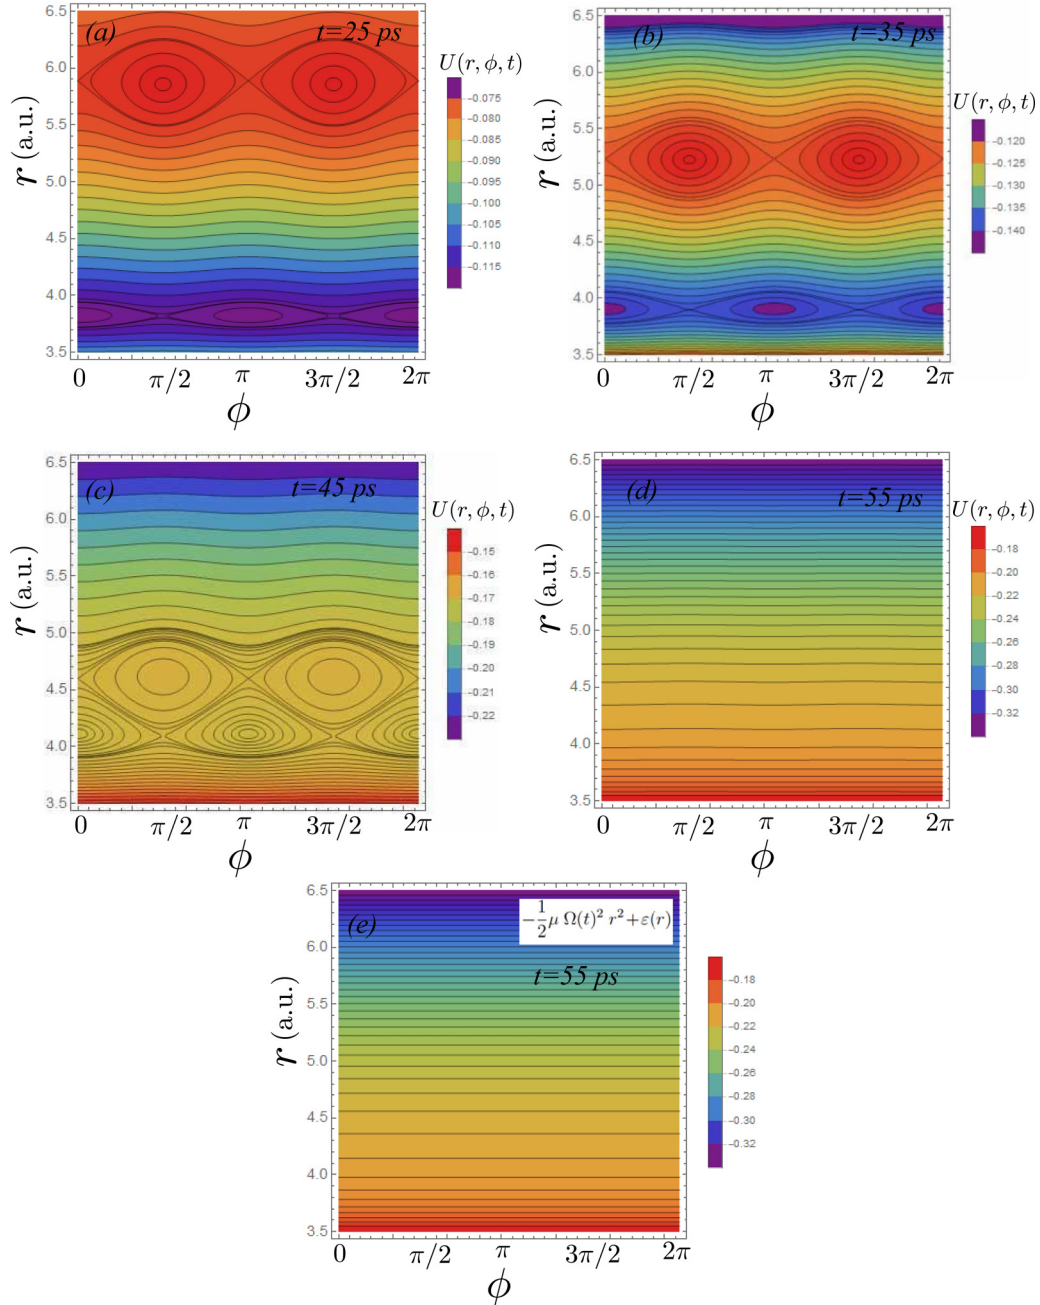 (a)
t=25 ps
U(r, ϕ, t)
r (a.u.)
6.5
6.0
5.5
5.0
4.5
4.0
3.5
0
π/2
π
3π/2
2π
ϕ
−0.075
−0.080
−0.085
−0.090
−0.095
−0.100
−0.105
−0.110
−0.115
(b)
t=35 ps
U(r, ϕ, t)
r (a.u.)
6.5
6.0
5.5
5.0
4.5
4.0
3.5
0
π/2
π
3π/2
2π
ϕ
−0.120
−0.125
−0.130
−0.135
−0.140
(c)
t=45 ps
U(r, ϕ, t)
r (a.u.)
6.5
6.0
5.5
5.0
4.5
4.0
3.5
0
π/2
π
3π/2
2π
ϕ
−0.15
−0.16
−0.17
−0.18
−0.19
−0.20
−0.21
−0.22
(d)
t=55 ps
U(r, ϕ, t)
r (a.u.)
6.5
6.0
5.5
5.0
4.5
4.0
3.5
0
π/2
π
3π/2
2π
ϕ
−0.18
−0.20
−0.22
−0.24
−0.26
−0.28
−0.30
−0.32
(e)
−1/2 μ Ω(t)² r² + ε(r)
t=55 ps
r (a.u.)
6.5
6.0
5.5
5.0
4.5
4.0
3.5
0
π/2
π
3π/2
2π
ϕ
−0.18
−0.20
−0.22
−0.24
−0.26
−0.28
−0.30
−0.32